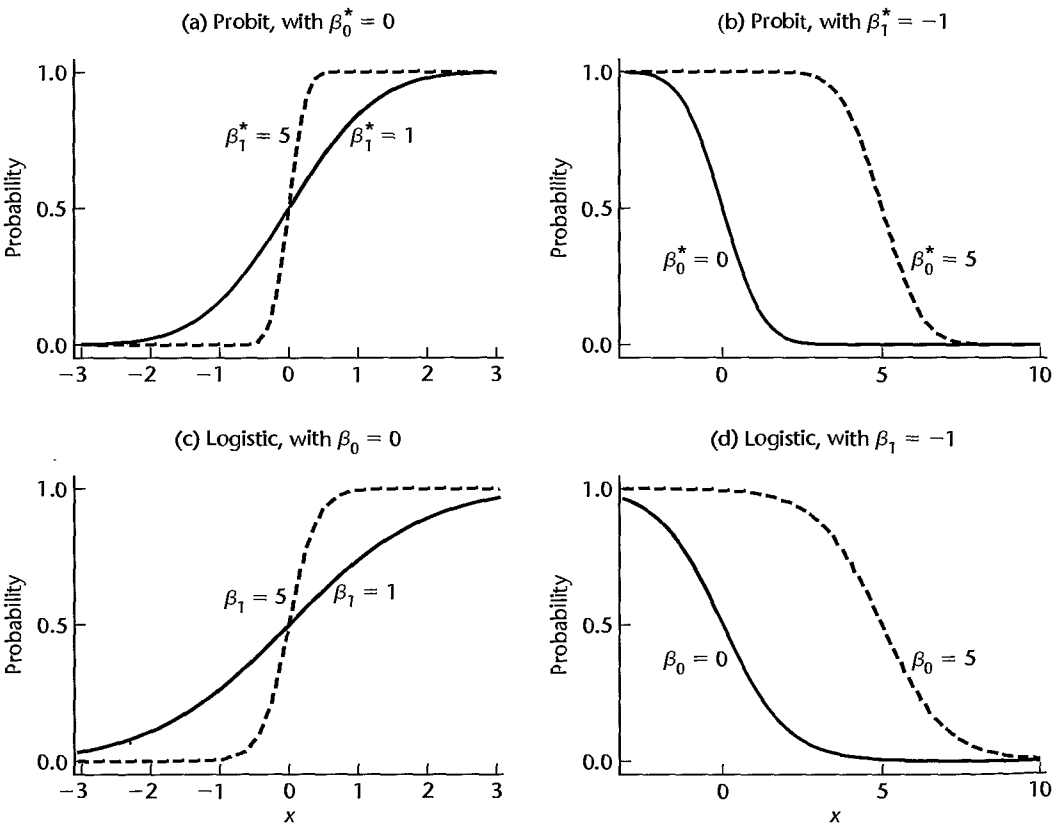 (a) Probit, with β₀* = 0
Probability
1.0
0.5
0.0
β₁* = 5
β₁* = 1
−3 −2 −1 0 1 2 3
(b) Probit, with β₁* = −1
Probability
1.0
0.5
0.0
β₀* = 0
β₀* = 5
0 5 10
(c) Logistic, with β₀ = 0
Probability
1.0
0.5
0.0
β₁ = 5
β₁ = 1
−3 −2 −1 0 1 2 3
x
(d) Logistic, with β₁ = −1
Probability
1.0
0.5
0.0
β₀ = 0
β₀ = 5
0 5 10
x